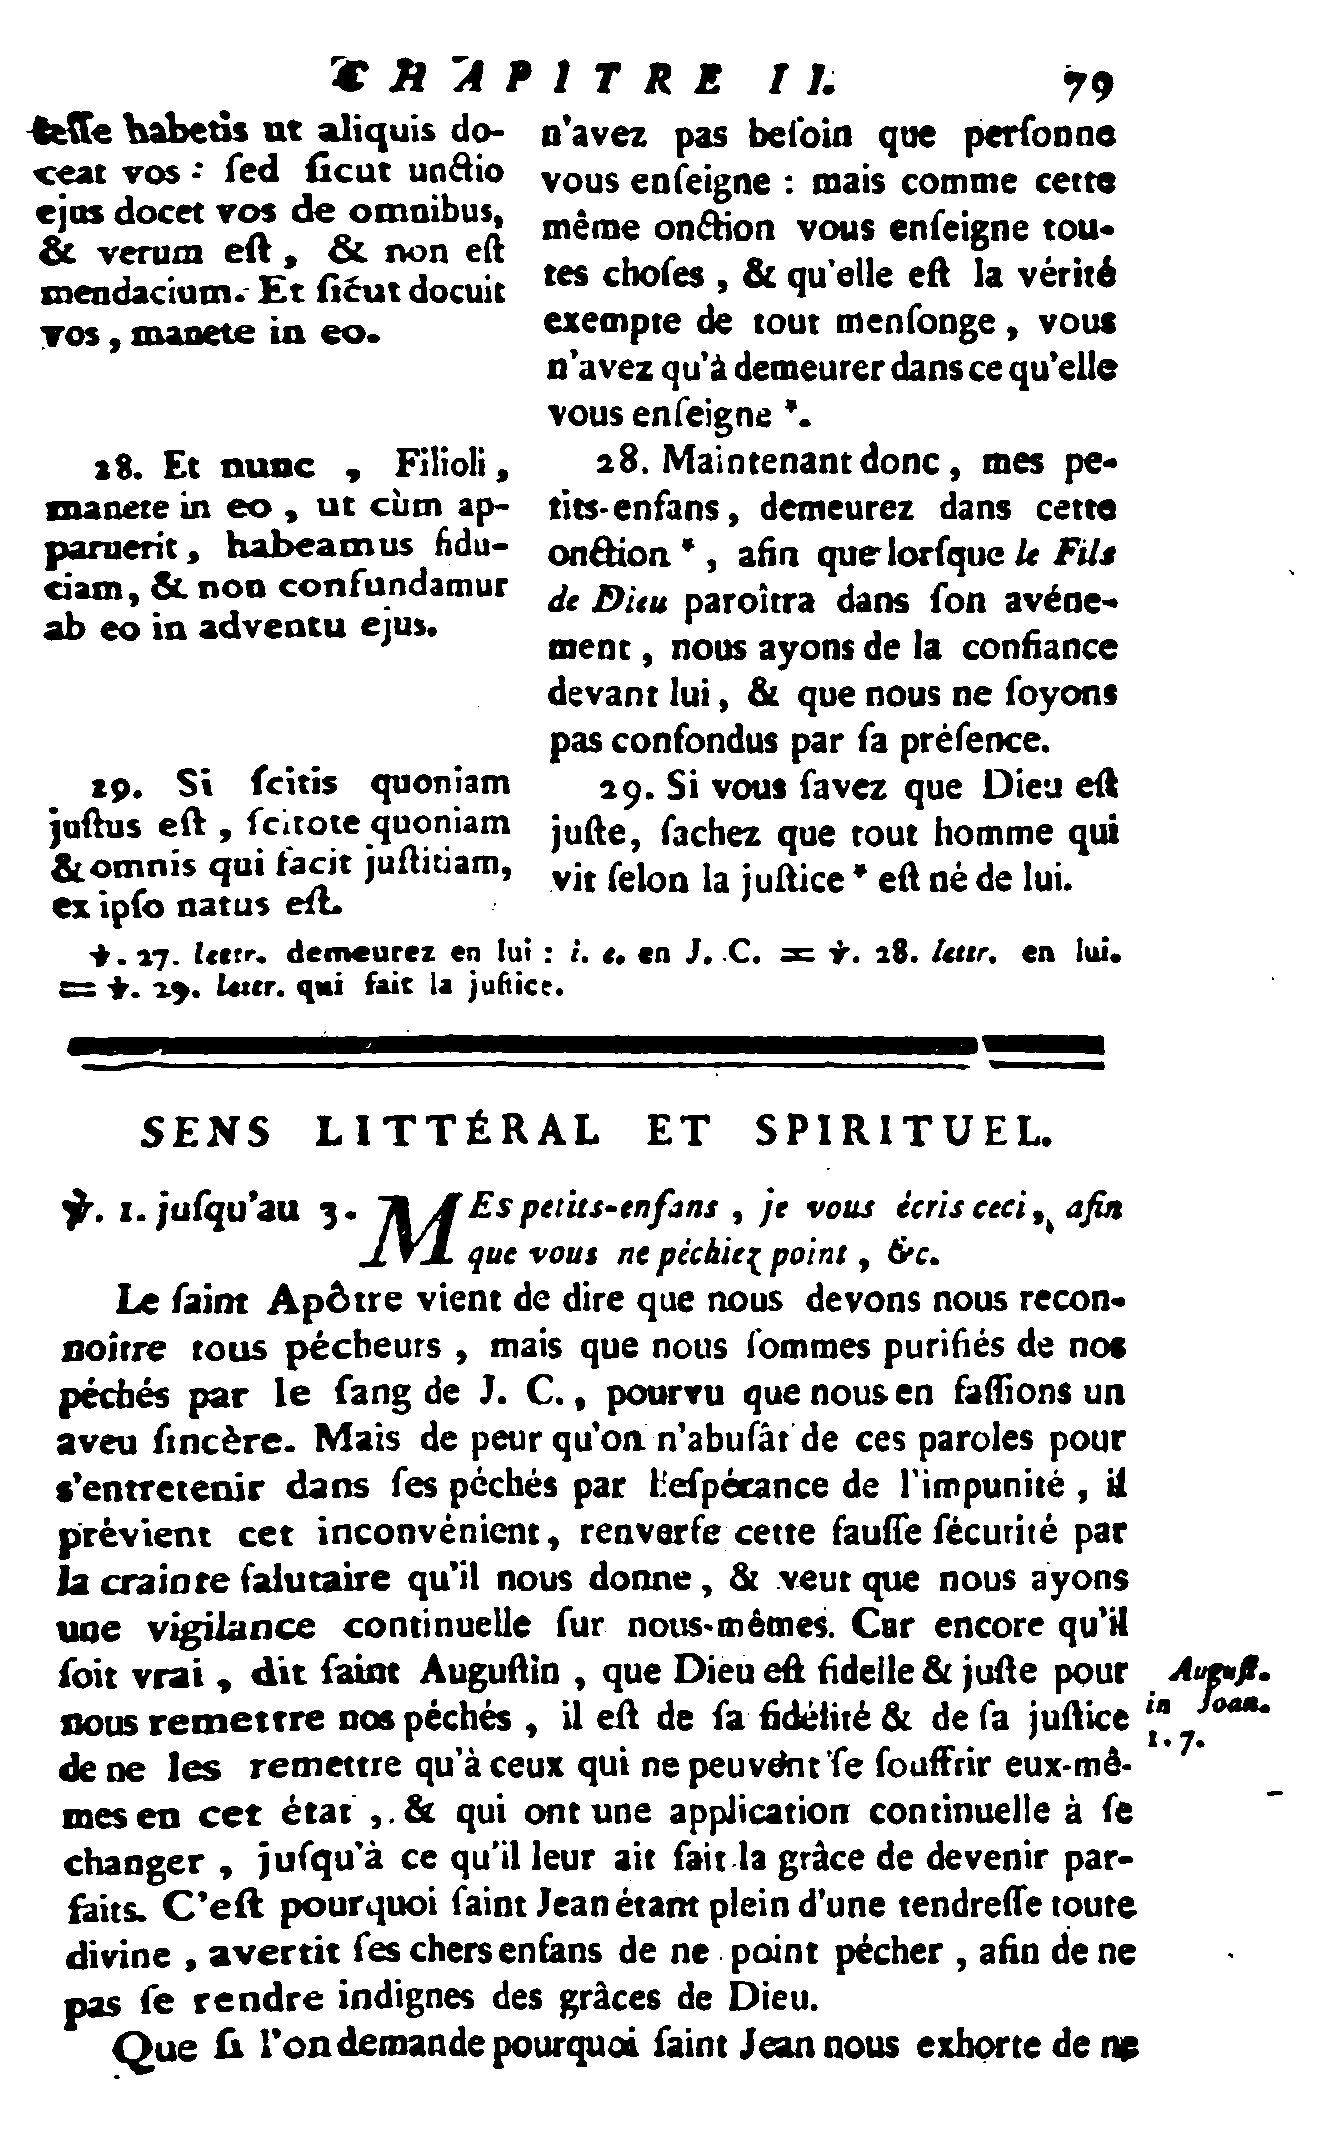 CHAPITRE II. 79
ceſſe habetis ut aliquis do-
ceat vos : ſed ſicut unctio
ejus docet vos de omnibus,
& verum eſt, & non eſt
mendacium. Et ſicut docuit
vos, manete in eo.
28. Et nunc, Filioli,
manete in eo, ut cùm ap-
paruerit, habeamus fidu-
ciam, & non confundamur
ab eo in adventu ejus.
29. Si ſcitis quoniam
juſtus eſt, ſcitote quoniam
& omnis qui facit juſtitiam,
ex ipſo natus eſt.
n'avez pas beſoin que perſonne
vous enſeigne : mais comme cette
même onction vous enſeigne tou-
tes choſes, & qu'elle eſt la vérité
exempte de tout menſonge, vous
n'avez qu'à demeurer dans ce qu'elle
vous enſeigne *.
28. Maintenant donc, mes pe-
tits-enfans, demeurez dans cette
onction *, afin que lorſque le Fils
de Dieu paroîtra dans ſon avéne-
ment, nous ayons de la confiance
devant lui, & que nous ne ſoyons
pas confondus par ſa préſence.
29. Si vous ſavez que Dieu eſt
juſte, ſachez que tout homme qui
vit ſelon la juſtice * eſt né de lui.
℣. 27. lettr. demeurez en lui : i. e. en J. C. = ℣. 28. lettr. en lui.
= ℣. 29. lettr. qui fait la juſtice.
SENS LITTÉRAL ET SPIRITUEL.
℣. 1. juſqu'au 3. MEs petits-enfans, je vous écris ceci, afin
que vous ne péchiez point, &c.
Le ſaint Apôtre vient de dire que nous devons nous recon-
noître tous pécheurs, mais que nous ſommes purifiés de nos
péchés par le ſang de J. C., pourvu que nous en faſſions un
aveu ſincère. Mais de peur qu'on n'abuſât de ces paroles pour
s'entretenir dans ſes péchés par l'eſpérance de l'impunité, il
prévient cet inconvénient, renverſe cette fauſſe ſécurité par
la crainte ſalutaire qu'il nous donne, & veut que nous ayons
une vigilance continuelle ſur nous-mêmes. Car encore qu'il
ſoit vrai, dit ſaint Auguſtin, que Dieu eſt fidelle & juſte pour
nous remettre nos péchés, il eſt de ſa fidélité & de ſa juſtice
de ne les remettre qu'à ceux qui ne peuvent ſe ſouffrir eux-mê-
mes en cet état, & qui ont une application continuelle à ſe
changer, juſqu'à ce qu'il leur ait fait la grâce de devenir par-
faits. C'eſt pourquoi ſaint Jean étant plein d'une tendreſſe toute
divine, avertit ſes chers enfans de ne point pécher, afin de ne
pas ſe rendre indignes des grâces de Dieu.
Que ſi l'on demande pourquoi ſaint Jean nous exhorte de ne
Auguſt.
in Joan.
1. 7.